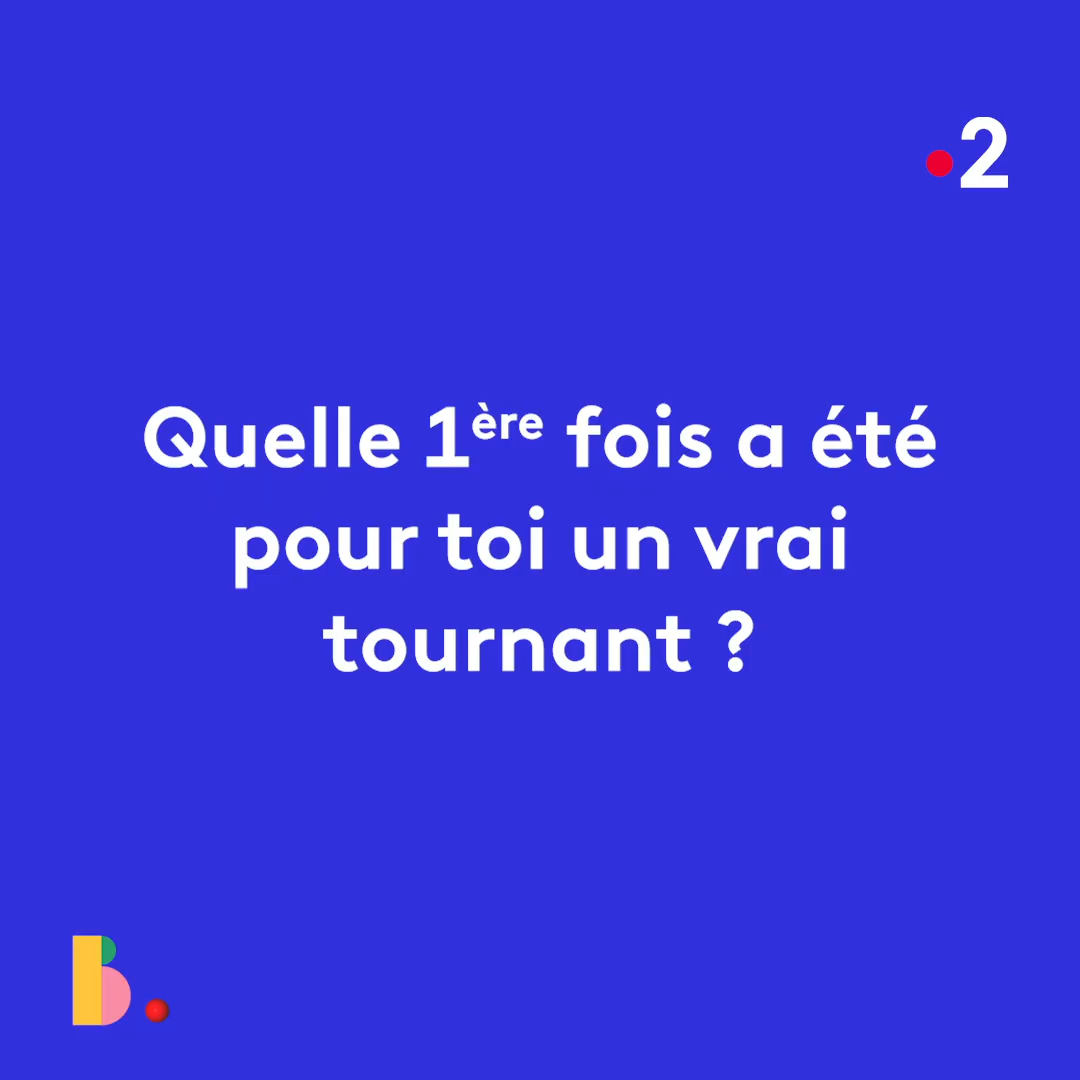 2
Quelle 1ère fois a été
pour toi un vrai
tournant ?
B.